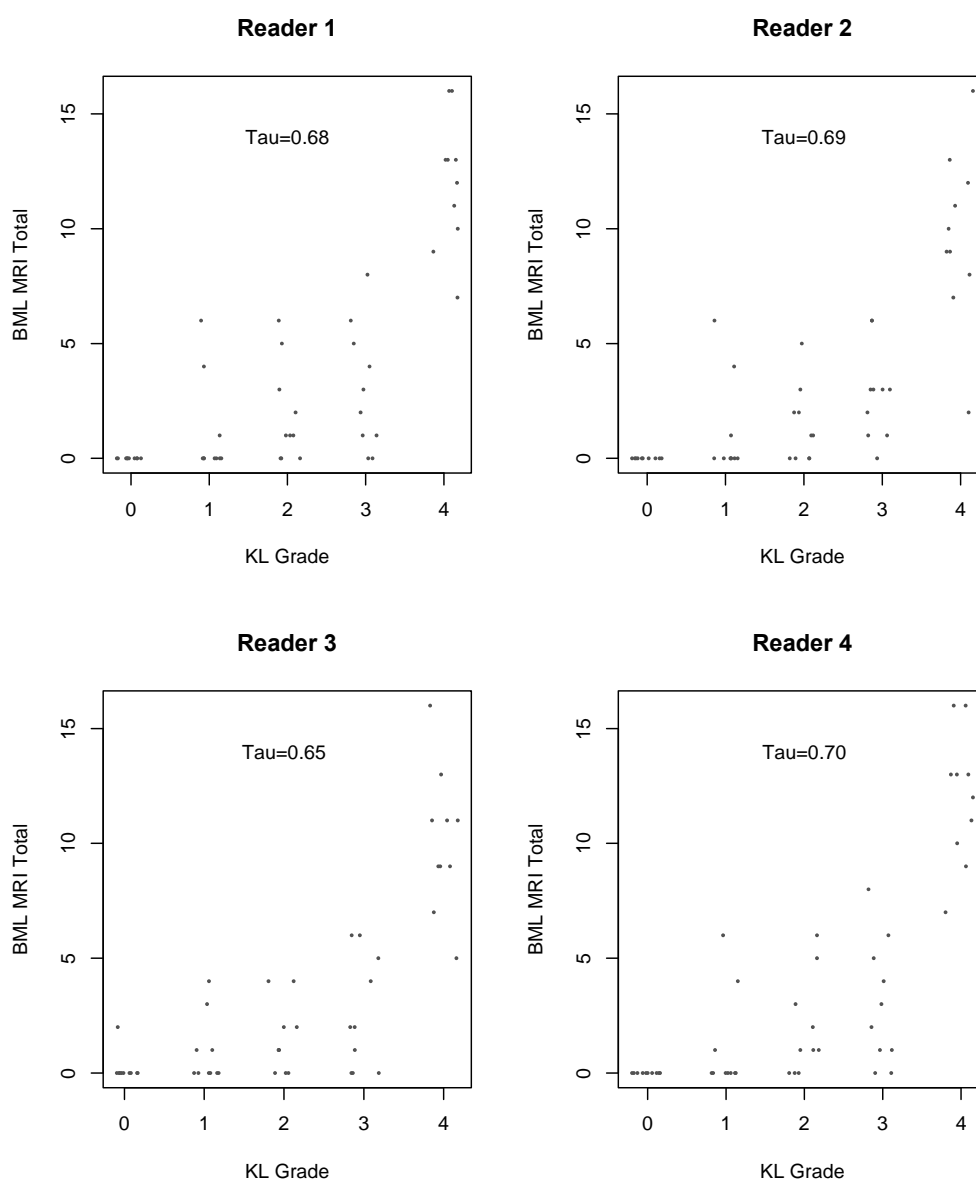 Reader 1
Tau=0.68
15
10
5
0
BML MRI Total
0 1 2 3 4
KL Grade
Reader 2
Tau=0.69
15
10
5
0
BML MRI Total
0 1 2 3 4
KL Grade
Reader 3
Tau=0.65
15
10
5
0
BML MRI Total
0 1 2 3 4
KL Grade
Reader 4
Tau=0.70
15
10
5
0
BML MRI Total
0 1 2 3 4
KL Grade